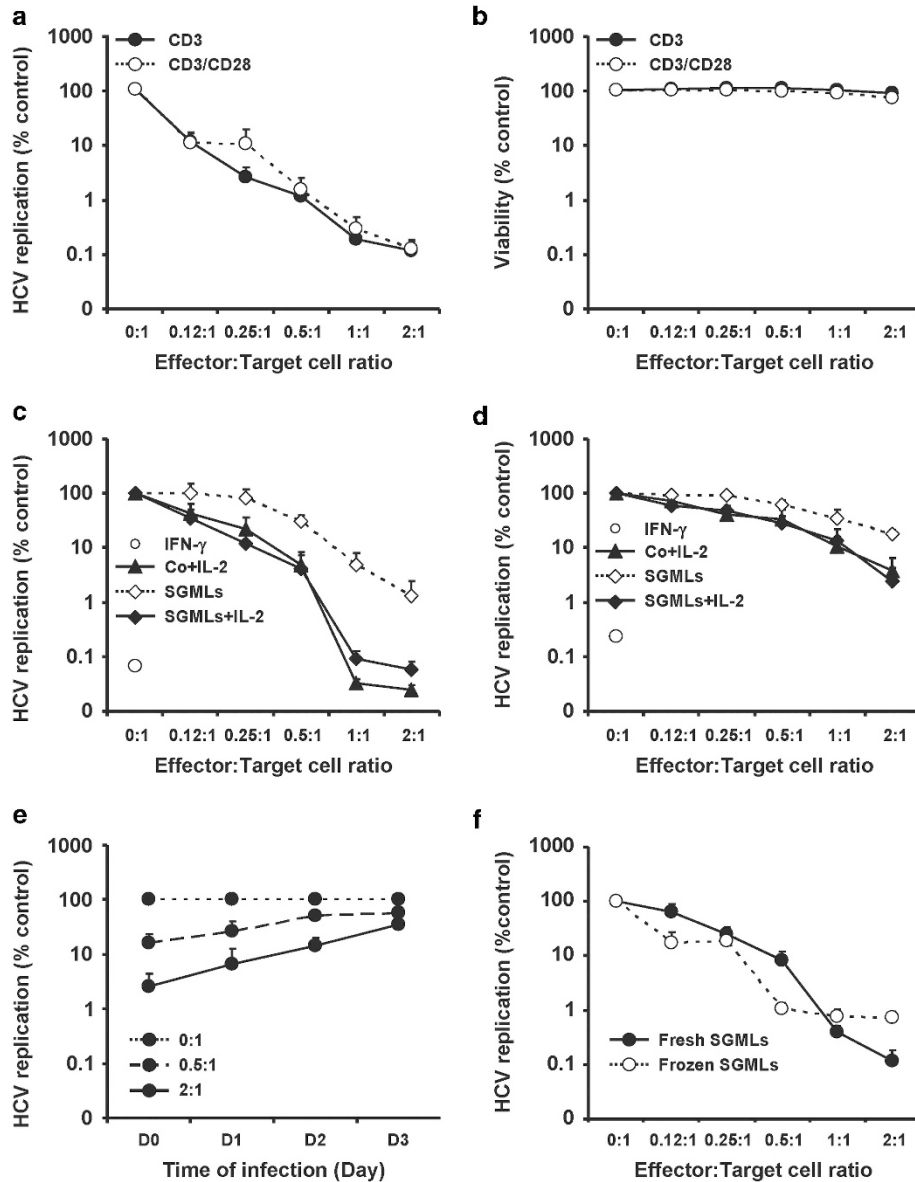 a
HCV replication (% control)
1000
100
10
1
0.1
0
CD3
CD3/CD28
0:1 0.12:1 0.25:1 0.5:1 1:1 2:1
Effector:Target cell ratio
b
Viability (% control)
1000
100
10
1
0.1
0
CD3
CD3/CD28
0:1 0.12:1 0.25:1 0.5:1 1:1 2:1
Effector:Target cell ratio
c
HCV replication (% control)
1000
100
10
1
0.1
0
IFN-γ
Co+IL-2
SGMLs
SGMLs+IL-2
0:1 0.12:1 0.25:1 0.5:1 1:1 2:1
Effector:Target cell ratio
d
HCV replication (% control)
1000
100
10
1
0.1
0
IFN-γ
Co+IL-2
SGMLs
SGMLs+IL-2
0:1 0.12:1 0.25:1 0.5:1 1:1 2:1
Effector:Target cell ratio
e
HCV replication (% control)
1000
100
10
1
0.1
0
0:1
0.5:1
2:1
D0 D1 D2 D3
Time of infection (Day)
f
HCV replication (%control)
1000
100
10
1
0.1
0
Fresh SGMLs
Frozen SGMLs
0:1 0.12:1 0.25:1 0.5:1 1:1 2:1
Effector:Target cell ratio